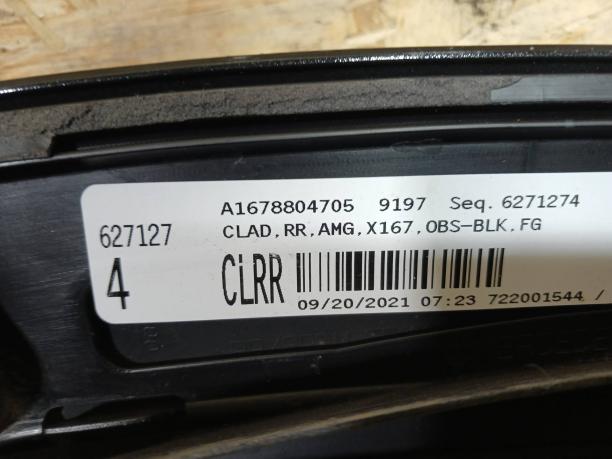 A1678804705 9197 Seq. 6271274
627127 CLAD,RR,AMG,X167,OBS-BLK,FG
4 CLRR
09/20/2021 07:23 722001544 /